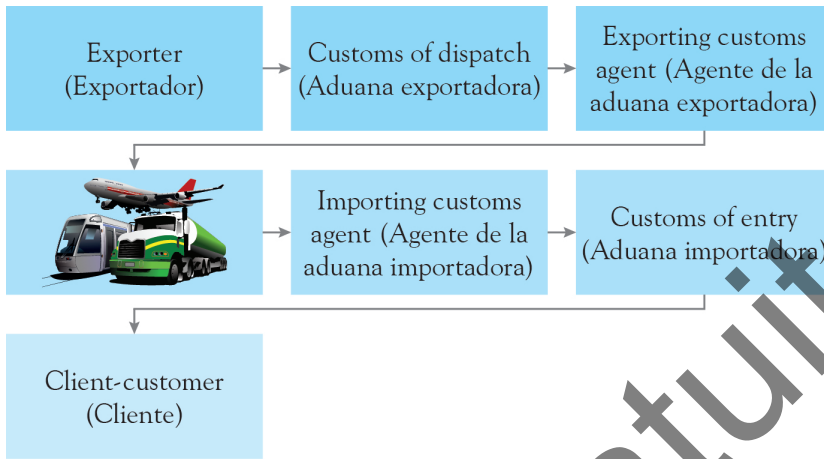 Exporter
(Exportador)
Customs of dispatch
(Aduana exportadora)
Exporting customs
agent (Agente de la
aduana exportadora)
Importing customs
agent (Agente de la
aduana importadora)
Customs of entry
(Aduana importadora)
Client-customer
(Cliente)